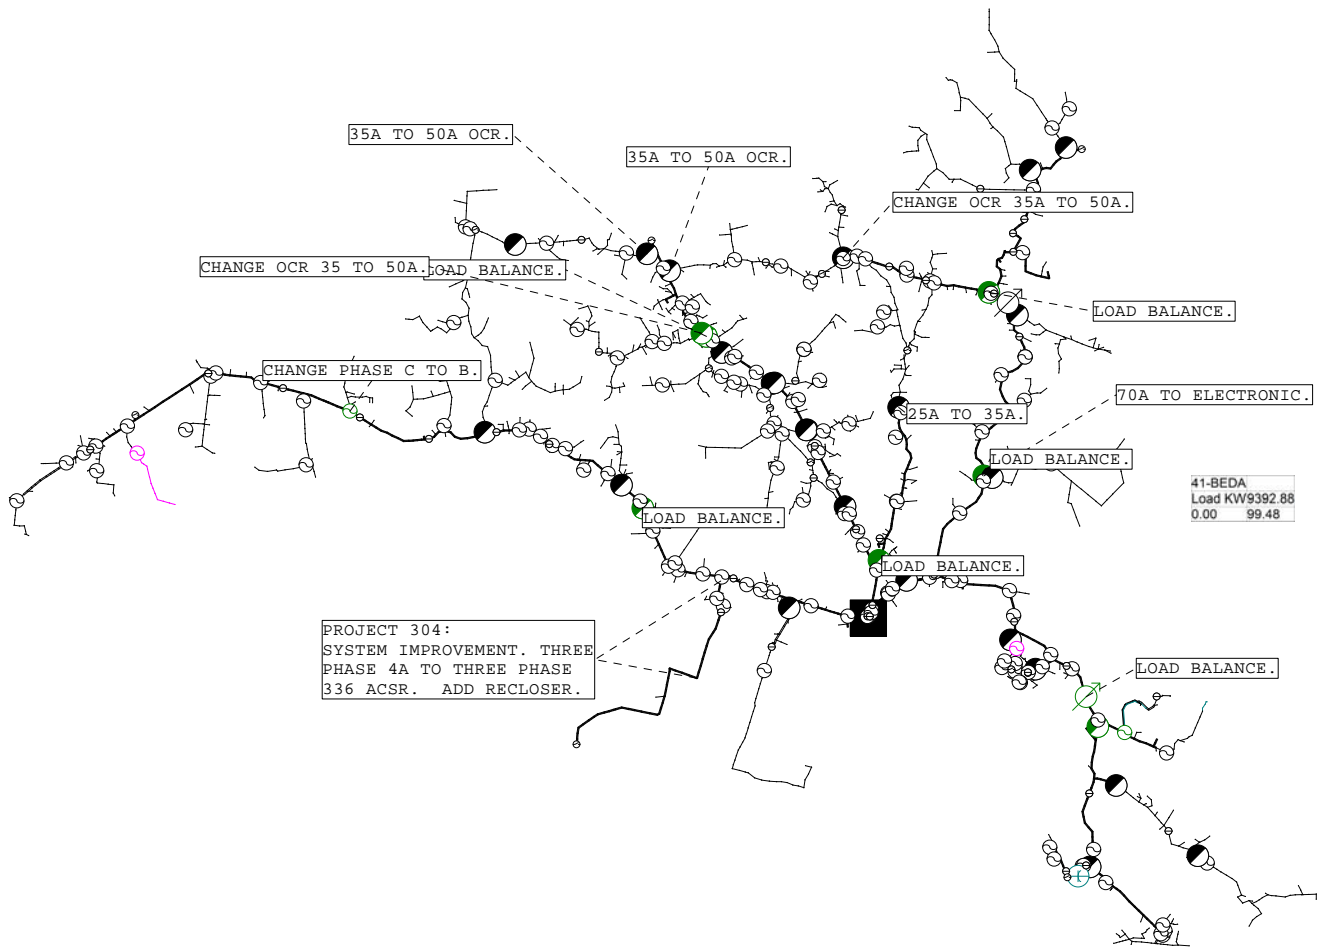 35A TO 50A OCR.
35A TO 50A OCR.
CHANGE OCR 35A TO 50A.
CHANGE OCR 35 TO 50A.
LOAD BALANCE.
LOAD BALANCE.
CHANGE PHASE C TO B.
70A TO ELECTRONIC.
25A TO 35A.
LOAD BALANCE.
41-BEDA
Load KW9392.88
0.00 99.48
LOAD BALANCE.
LOAD BALANCE.
PROJECT 304:
SYSTEM IMPROVEMENT. THREE
PHASE 4A TO THREE PHASE
336 ACSR. ADD RECLOSER.
LOAD BALANCE.